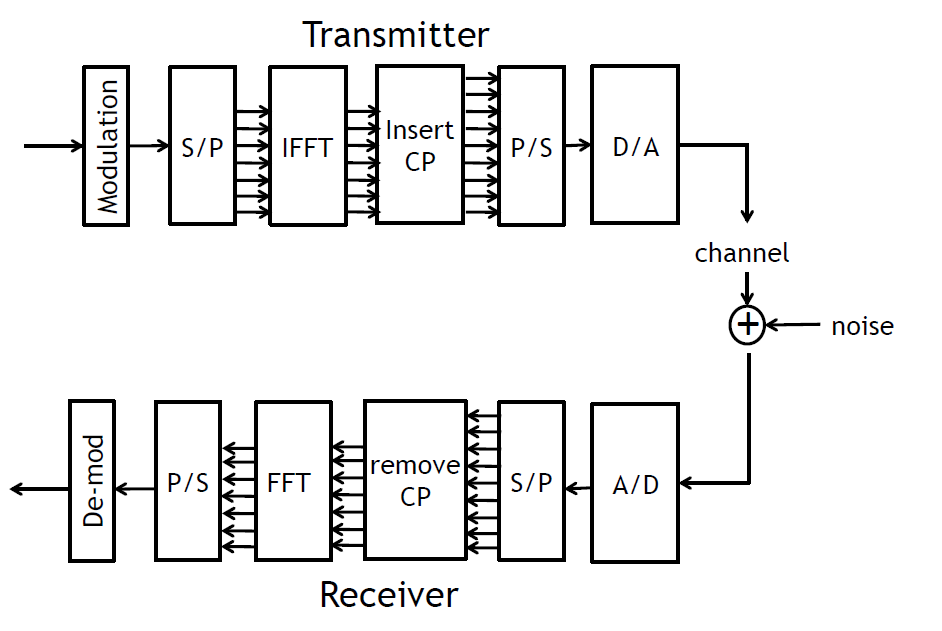 Transmitter
Modulation
S/P
IFFT
Insert
CP
P/S
D/A
channel
+
noise
De-mod
P/S
FFT
remove
CP
S/P
A/D
Receiver